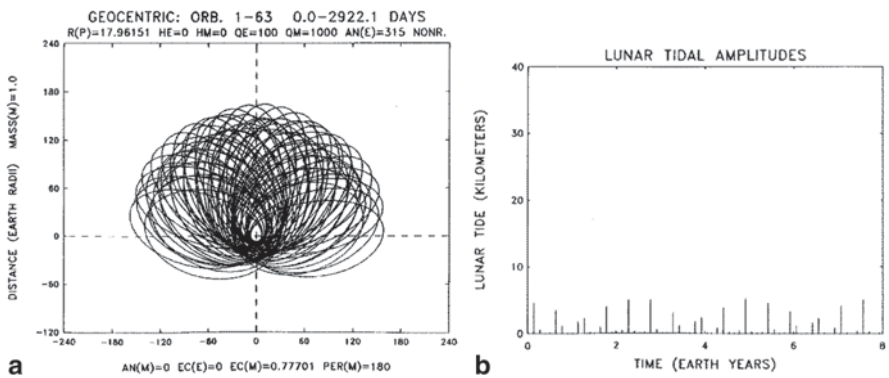 GEOCENTRIC: ORB. 1-63 0.0-2922.1 DAYS
R(P)=17.96151 HE=0 HM=0 QE=100 QM=1000 AN(E)=315 NONR.
DISTANCE (EARTH RADII) MASS(M)=1.0
240
180
120
60
0
-60
-120
-240 -180 -120 -60 0 60 120 180 240
AN(M)=0 EC(E)=0 EC(M)=0.77701 PER(M)=180
a
LUNAR TIDAL AMPLITUDES
LUNAR TIDE (KILOMETERS)
40
30
20
10
0
0 2 4 6 8
TIME (EARTH YEARS)
b